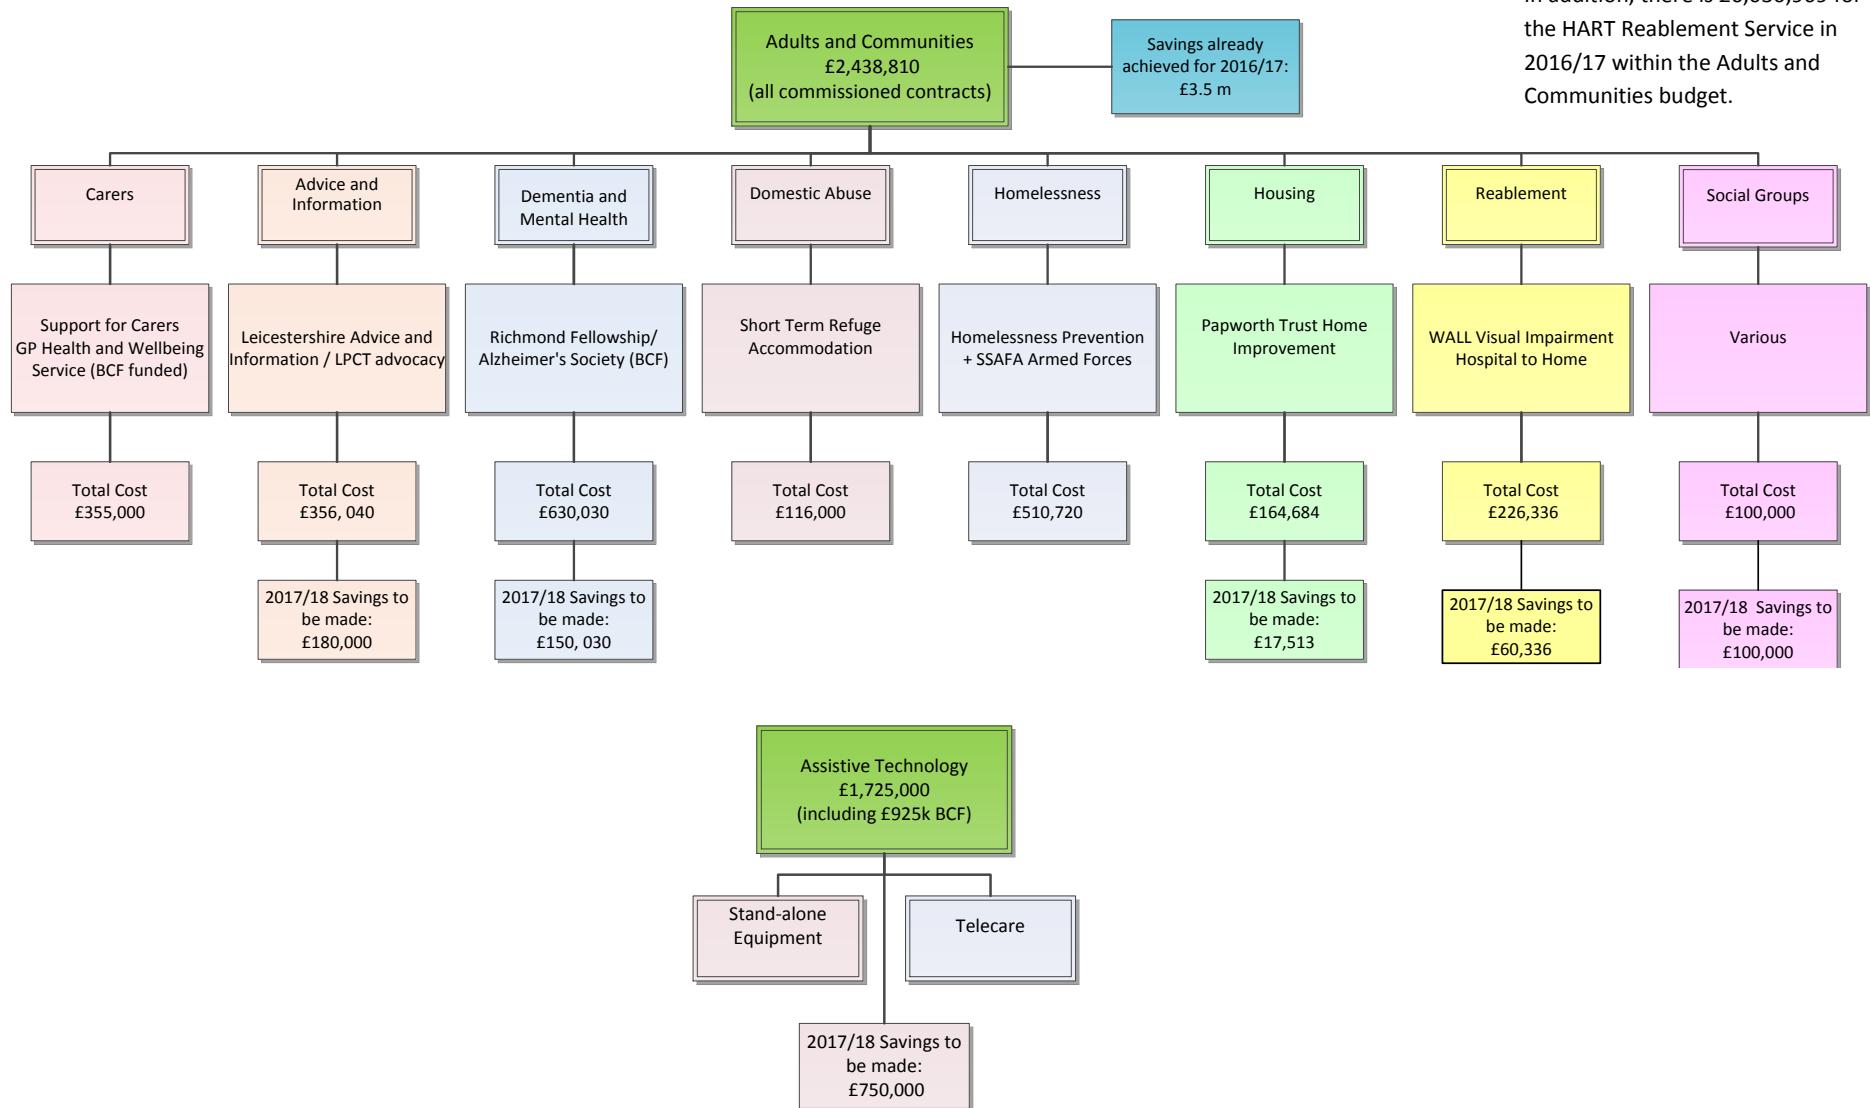 the HART Reablement Service in
2016/17 within the Adults and
Communities budget.
Adults and Communities
£2,438,810
(all commissioned contracts)
Savings already
achieved for 2016/17:
£3.5 m
Carers
Advice and
Information
Dementia and
Mental Health
Domestic Abuse
Homelessness
Housing
Reablement
Social Groups
Support for Carers
GP Health and Wellbeing
Service (BCF funded)
Leicestershire Advice and
Information / LPCT advocacy
Richmond Fellowship/
Alzheimer's Society (BCF)
Short Term Refuge
Accommodation
Homelessness Prevention
+ SSAFA Armed Forces
Papworth Trust Home
Improvement
WALL Visual Impairment
Hospital to Home
Various
Total Cost
£355,000
Total Cost
£356, 040
Total Cost
£630,030
Total Cost
£116,000
Total Cost
£510,720
Total Cost
£164,684
Total Cost
£226,336
Total Cost
£100,000
2017/18 Savings to
be made:
£180,000
2017/18 Savings to
be made:
£150, 030
2017/18 Savings to
be made:
£17,513
2017/18 Savings to
be made:
£60,336
2017/18 Savings to
be made:
£100,000
Assistive Technology
£1,725,000
(including £925k BCF)
Stand-alone
Equipment
Telecare
2017/18 Savings to
be made:
£750,000